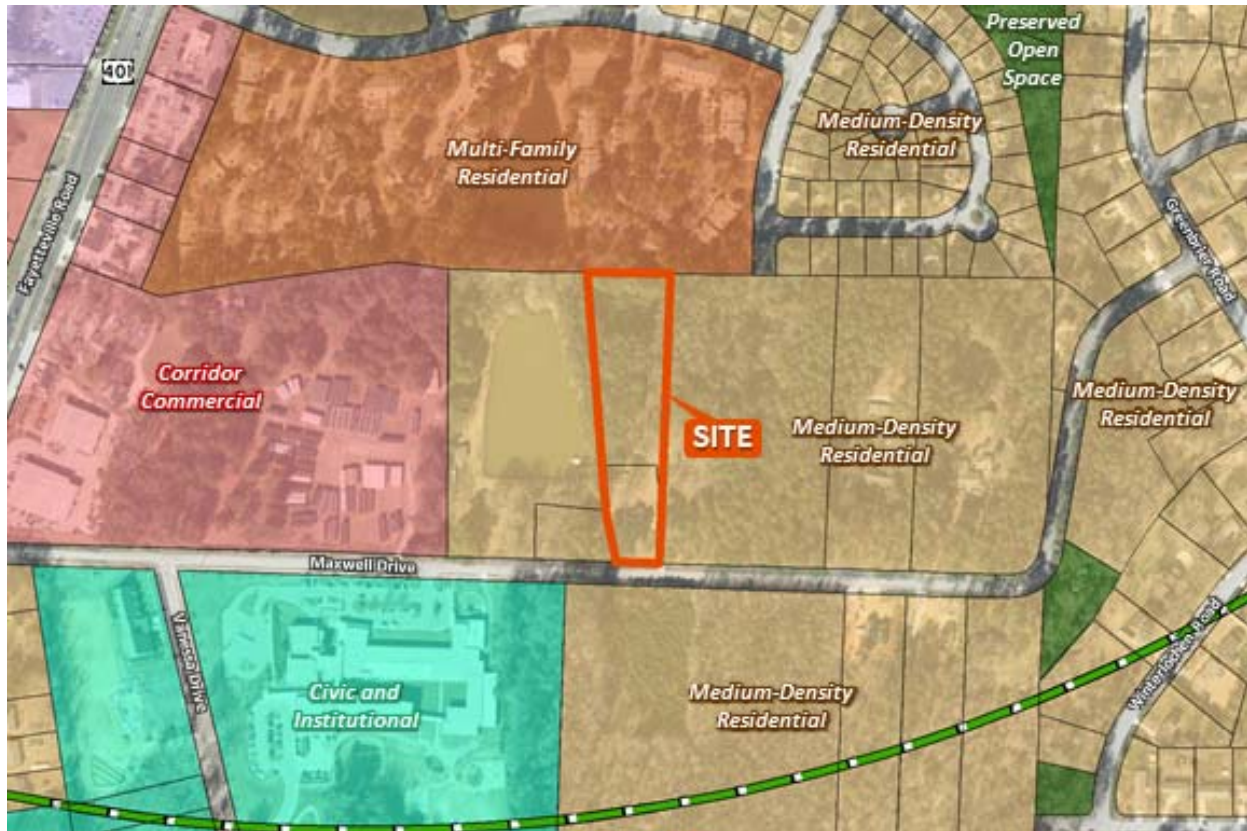 Preserved
Open
Space
401
Medium-Density
Residential
Multi-Family
Residential
Fayetteville Road
Greenbrier Road
Corridor
Commercial
SITE
Medium-Density
Residential
Medium-Density
Residential
Maxwell Drive
Vanessa Drive
Civic and
Institutional
Medium-Density
Residential
Winterlochen Road